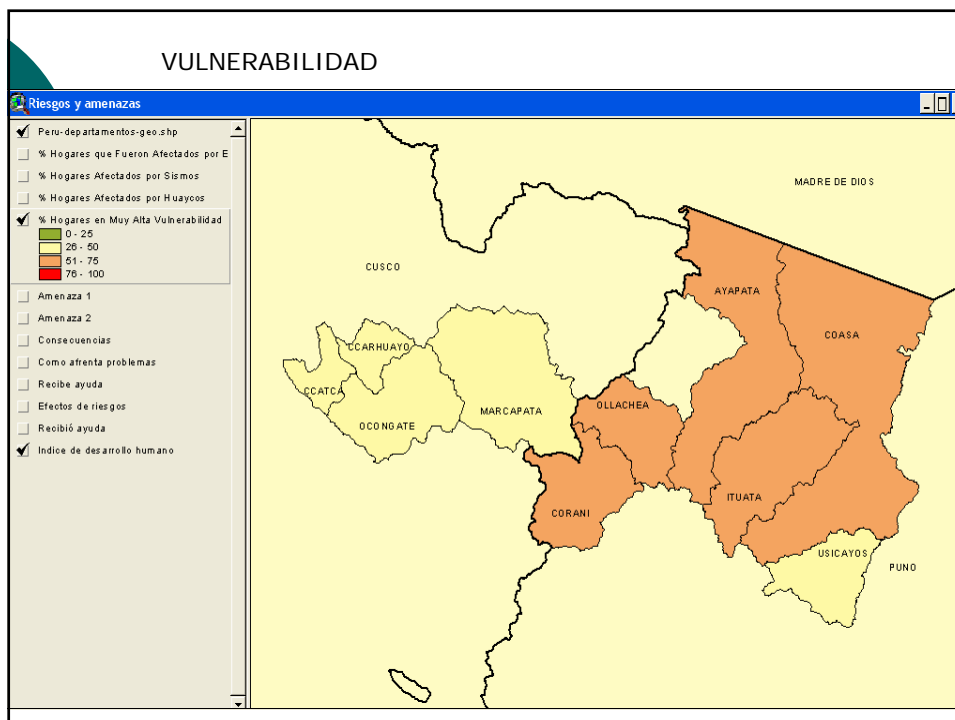 VULNERABILIDAD
Riesgos y amenazas
Peru-departamentos-geo.shp
% Hogares que Fueron Afectados por E
% Hogares Afectados por Sismos
% Hogares Afectados por Huaycos
% Hogares en Muy Alta Vulnerabilidad
0 - 25
26 - 50
51 - 75
76 - 100
Amenaza 1
Amenaza 2
Consecuencias
Como afrenta problemas
Recibe ayuda
Efectos de riesgos
Recibió ayuda
Indice de desarrollo humano
MADRE DE DIOS
CUSCO
AYAPATA
COASA
CCARHUAYO
CCATCA
OCONGATE
MARCAPATA
OLLACHEA
CORANI
ITUATA
USICAYOS
PUNO